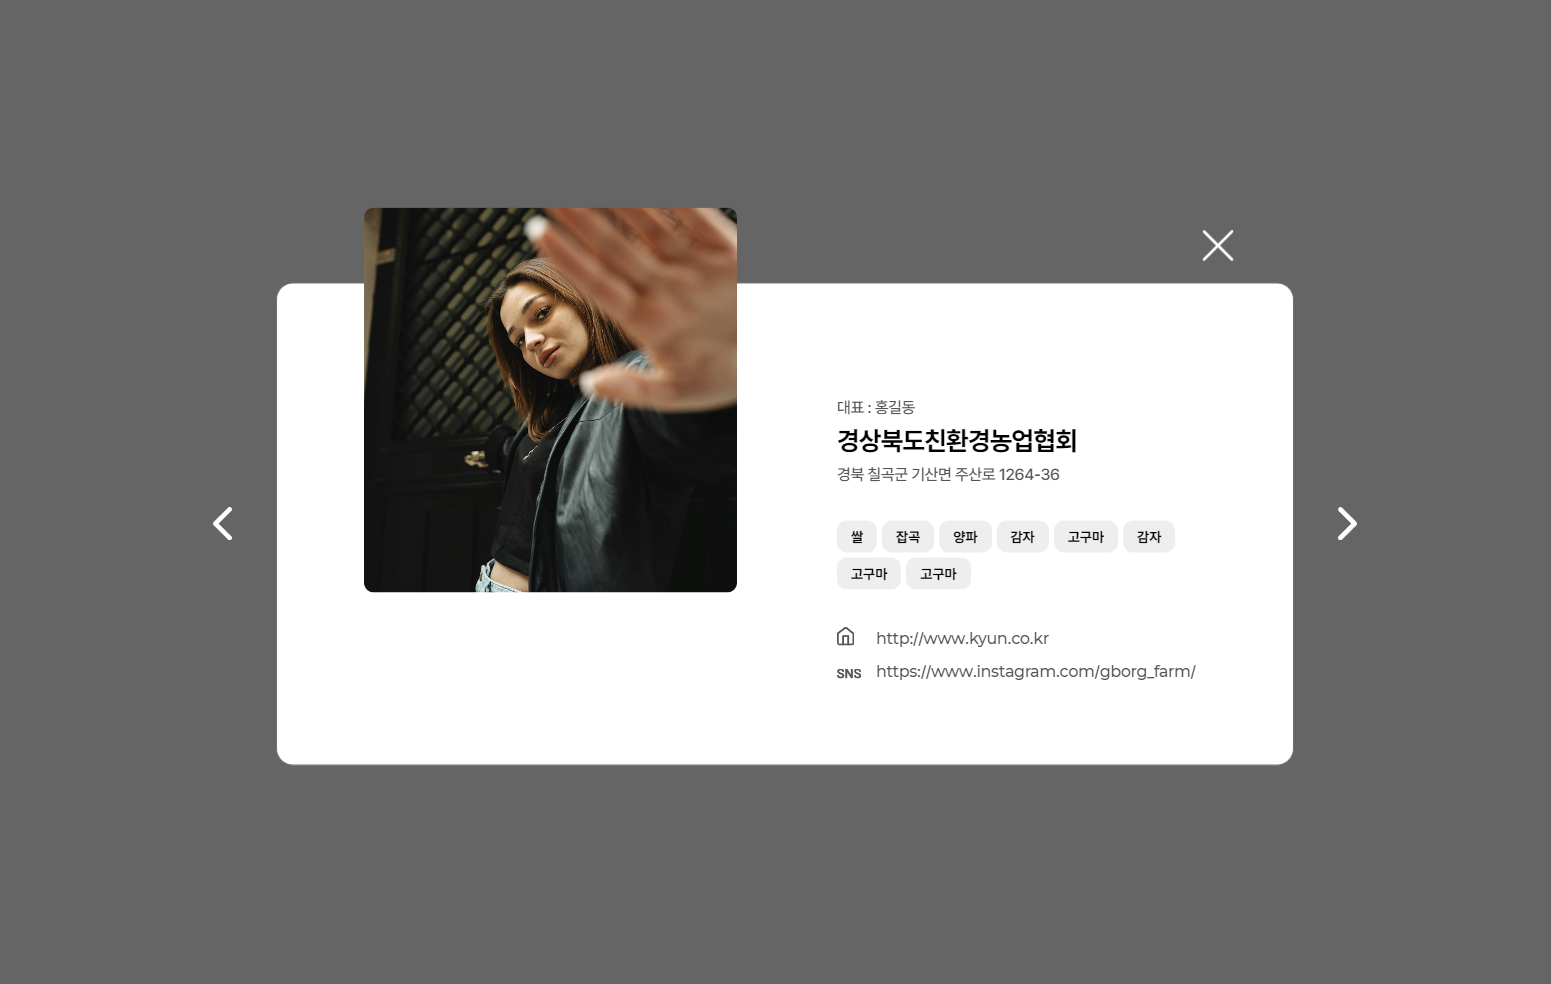 대표 : 홍길동
경상북도친환경농업협회
경북 칠곡군 기산면 주산로 1264-36
쌀 잡곡 양파 감자 고구마 감자
고구마 고구마
http://www.kyun.co.kr
SNS https://www.instagram.com/gborg_farm/